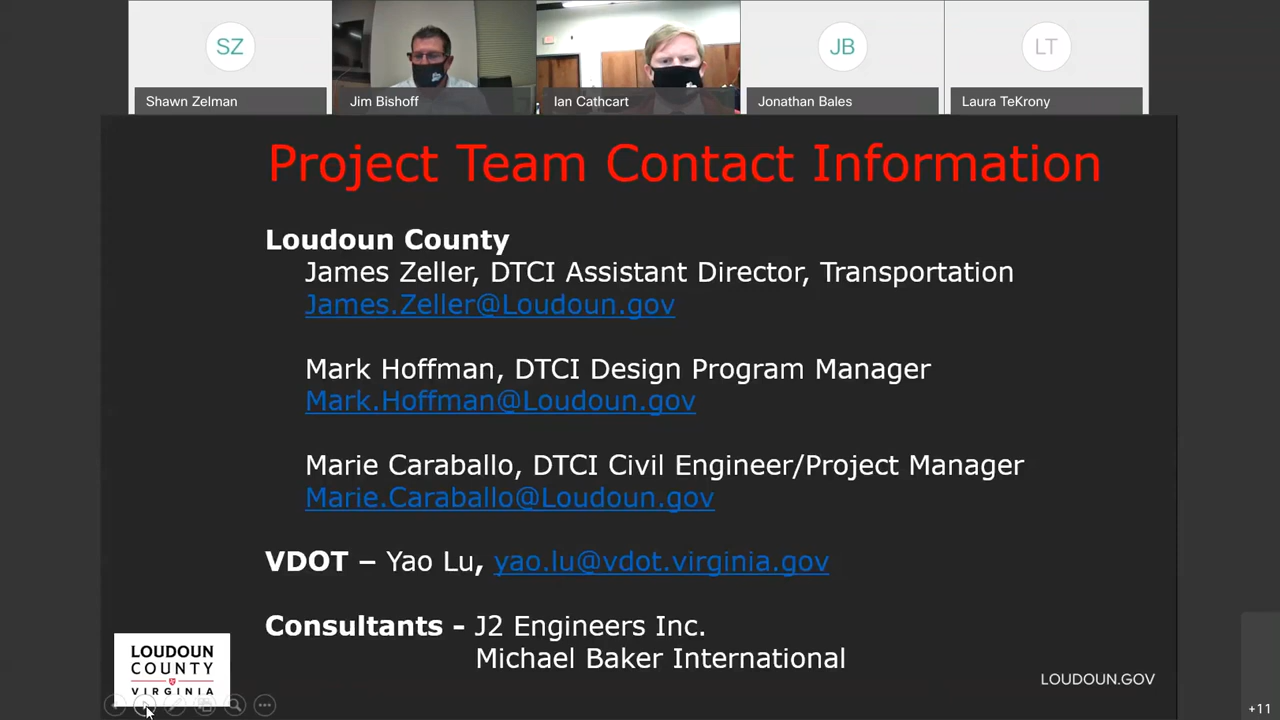 SZ
JB
LT
Shawn Zelman
Jim Bishoff
Ian Cathcart
Jonathan Bales
Laura TeKrony
Project Team Contact Information
Loudoun County
James Zeller, DTCI Assistant Director, Transportation
James.Zeller@Loudoun.gov
Mark Hoffman, DTCI Design Program Manager
Mark.Hoffman@Loudoun.gov
Marie Caraballo, DTCI Civil Engineer/Project Manager
Marie.Caraballo@Loudoun.gov
VDOT – Yao Lu, yao.lu@vdot.virginia.gov
Consultants - J2 Engineers Inc.
Michael Baker International
LOUDOUN
COUNTY
VIRGINIA
LOUDOUN.GOV
+11